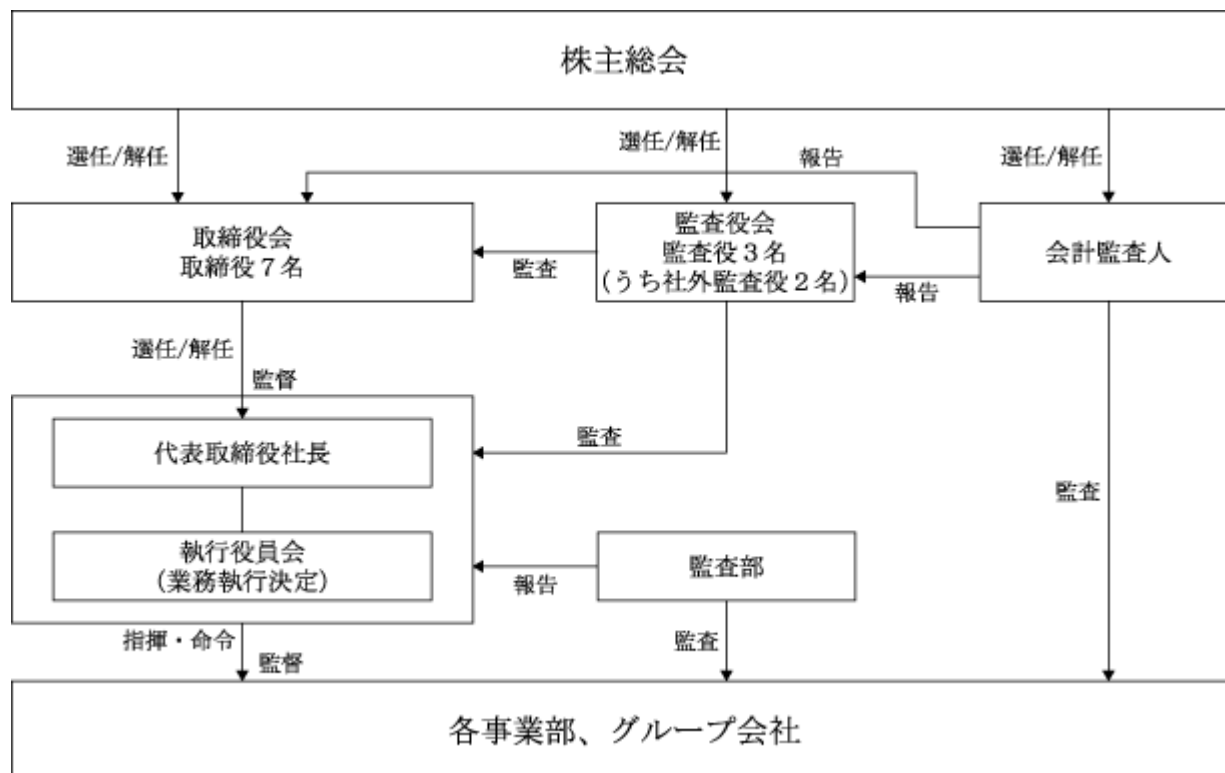 株主総会
選任/解任
選任/解任
報告
選任/解任
取締役会
取締役７名
監査
監査役会
監査役３名
(うち社外監査役２名)
報告
会計監査人
選任/解任
監督
代表取締役社長
監査
監査
執行役員会
(業務執行決定)
報告
監査部
指揮・命令
監督
監査
各事業部、グループ会社